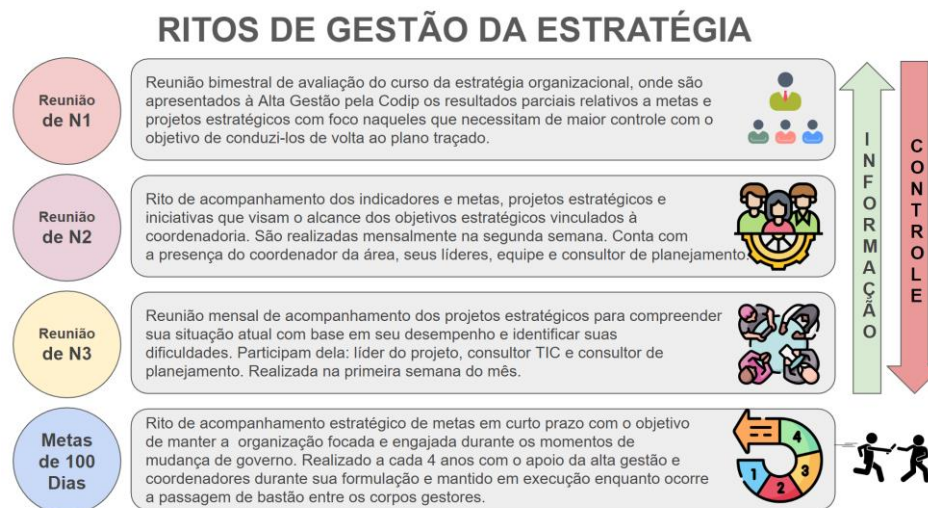 RITOS DE GESTÃO DA ESTRATÉGIA
Reunião
de N1
Reunião bimestral de avaliação do curso da estratégia organizacional, onde são
apresentados à Alta Gestão pela Codip os resultados parciais relativos a metas e
projetos estratégicos com foco naqueles que necessitam de maior controle com o
objetivo de conduzi-los de volta ao plano traçado.
Reunião
de N2
Rito de acompanhamento dos indicadores e metas, projetos estratégicos e
iniciativas que visam o alcance dos objetivos estratégicos vinculados à
coordenadoria. São realizadas mensalmente na segunda semana. Conta com
a presença do coordenador da área, seus líderes, equipe e consultor de planejamento.
Reunião
de N3
Reunião mensal de acompanhamento dos projetos estratégicos para compreender
sua situação atual com base em seu desempenho e identificar suas
dificuldades. Participam dela: líder do projeto, consultor TIC e consultor de
planejamento. Realizada na primeira semana do mês.
Metas
de 100
Dias
Rito de acompanhamento estratégico de metas em curto prazo com o objetivo
de manter a organização focada e engajada durante os momentos de
mudança de governo. Realizado a cada 4 anos com o apoio da alta gestão e
coordenadores durante sua formulação e mantido em execução enquanto ocorre
a passagem de bastão entre os corpos gestores.
1
2
3
4
INFORMAÇÃO
CONTROLE